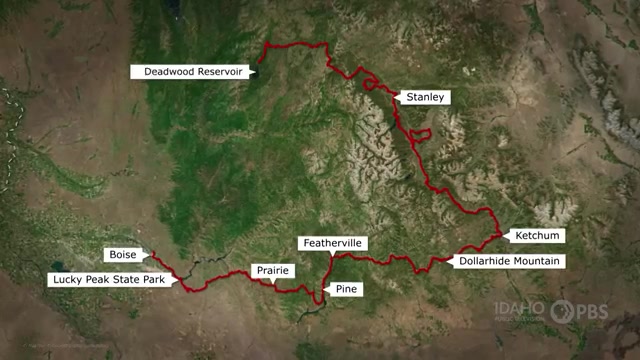 Deadwood Reservoir
Stanley
Ketchum
Featherville
Boise
Dollarhide Mountain
Prairie
Lucky Peak State Park
Pine
IDAHO PBS